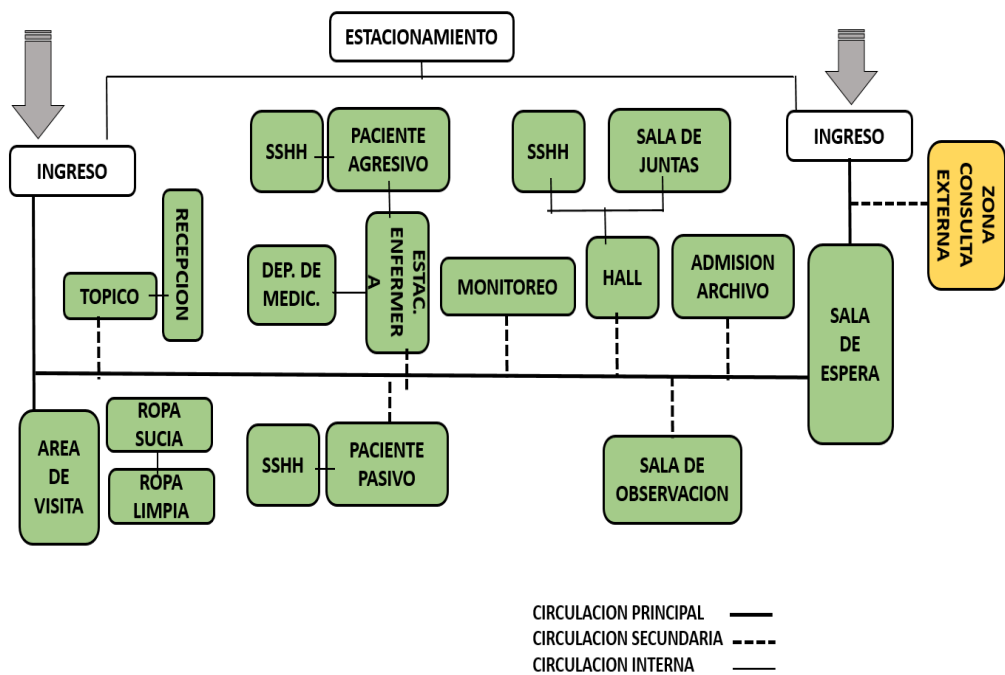 ESTACIONAMIENTO
INGRESO
INGRESO
SSHH
PACIENTE
AGRESIVO
SSHH
SALA DE
JUNTAS
ZONA
CONSULTA
EXTERNA
RECEPCION
TOPICO
DEP. DE
MEDIC.
ESTAC.
ENFERMER
A
MONITOREO
HALL
ADMISION
ARCHIVO
SALA
DE
ESPERA
AREA
DE
VISITA
ROPA
SUCIA
ROPA
LIMPIA
SSHH
PACIENTE
PASIVO
SALA DE
OBSERVACION
CIRCULACION PRINCIPAL
CIRCULACION SECUNDARIA
CIRCULACION INTERNA